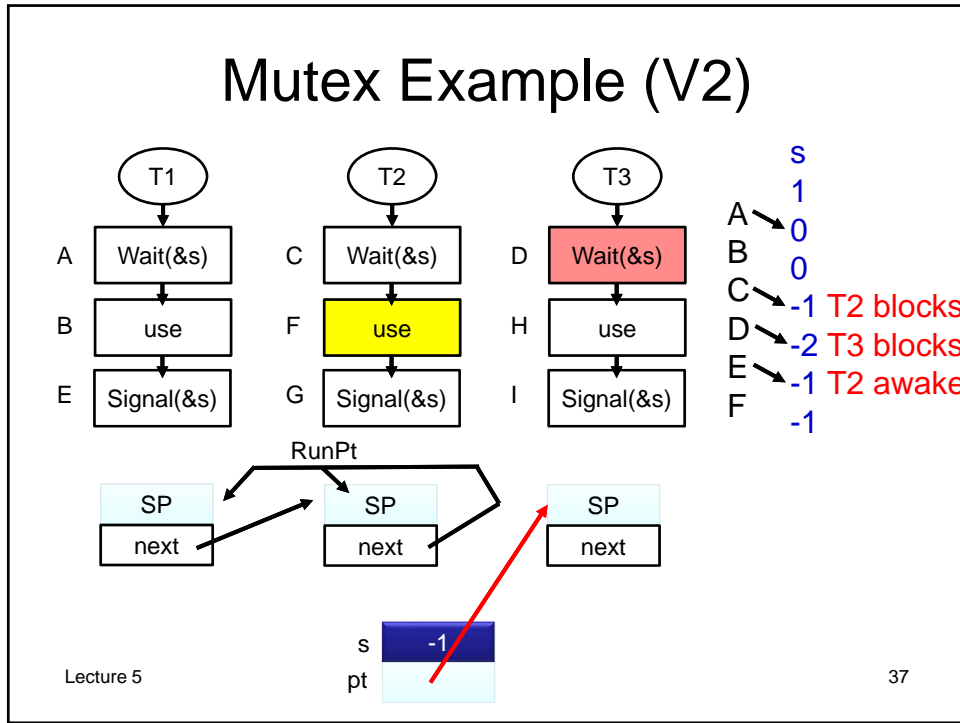 Mutex Example (V2)
T1
T2
T3
A
Wait(&s)
C
Wait(&s)
D
Wait(&s)
B
use
F
use
H
use
E
Signal(&s)
G
Signal(&s)
I
Signal(&s)
s
1
A
0
B
0
C
-1 T2 blocks
D
-2 T3 blocks
E
-1 T2 awake
F
-1
RunPt
SP
SP
SP
next
next
next
s
-1
pt
Lecture 5
37